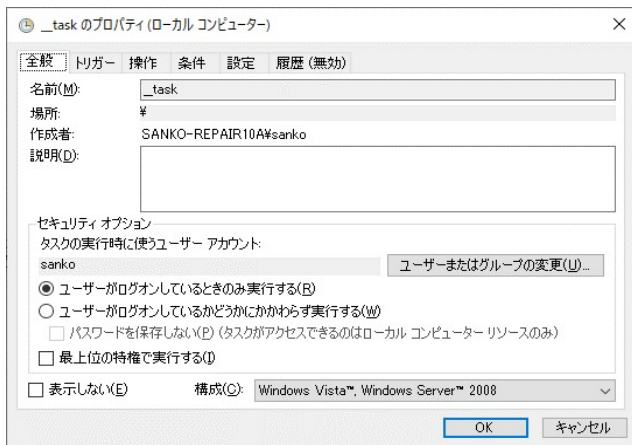 __task のプロパティ (ローカル コンピューター)
全般 トリガー 操作 条件 設定 履歴 (無効)
名前(M): __task
場所: ¥
作成者: SANKO-REPAIR10A¥sanko
説明(D):
セキュリティ オプション
タスクの実行時に使うユーザー アカウント:
sanko ユーザーまたはグループの変更(U)...
ユーザーがログオンしているときのみ実行する(R)
ユーザーがログオンしているかどうかにかかわらず実行する(W)
パスワードを保存しない(P) (タスクがアクセスできるのはローカル コンピューター リソースのみ)
最上位の特権で実行する(I)
表示しない(E) 構成(C): Windows Vista™, Windows Server™ 2008
OK キャンセル